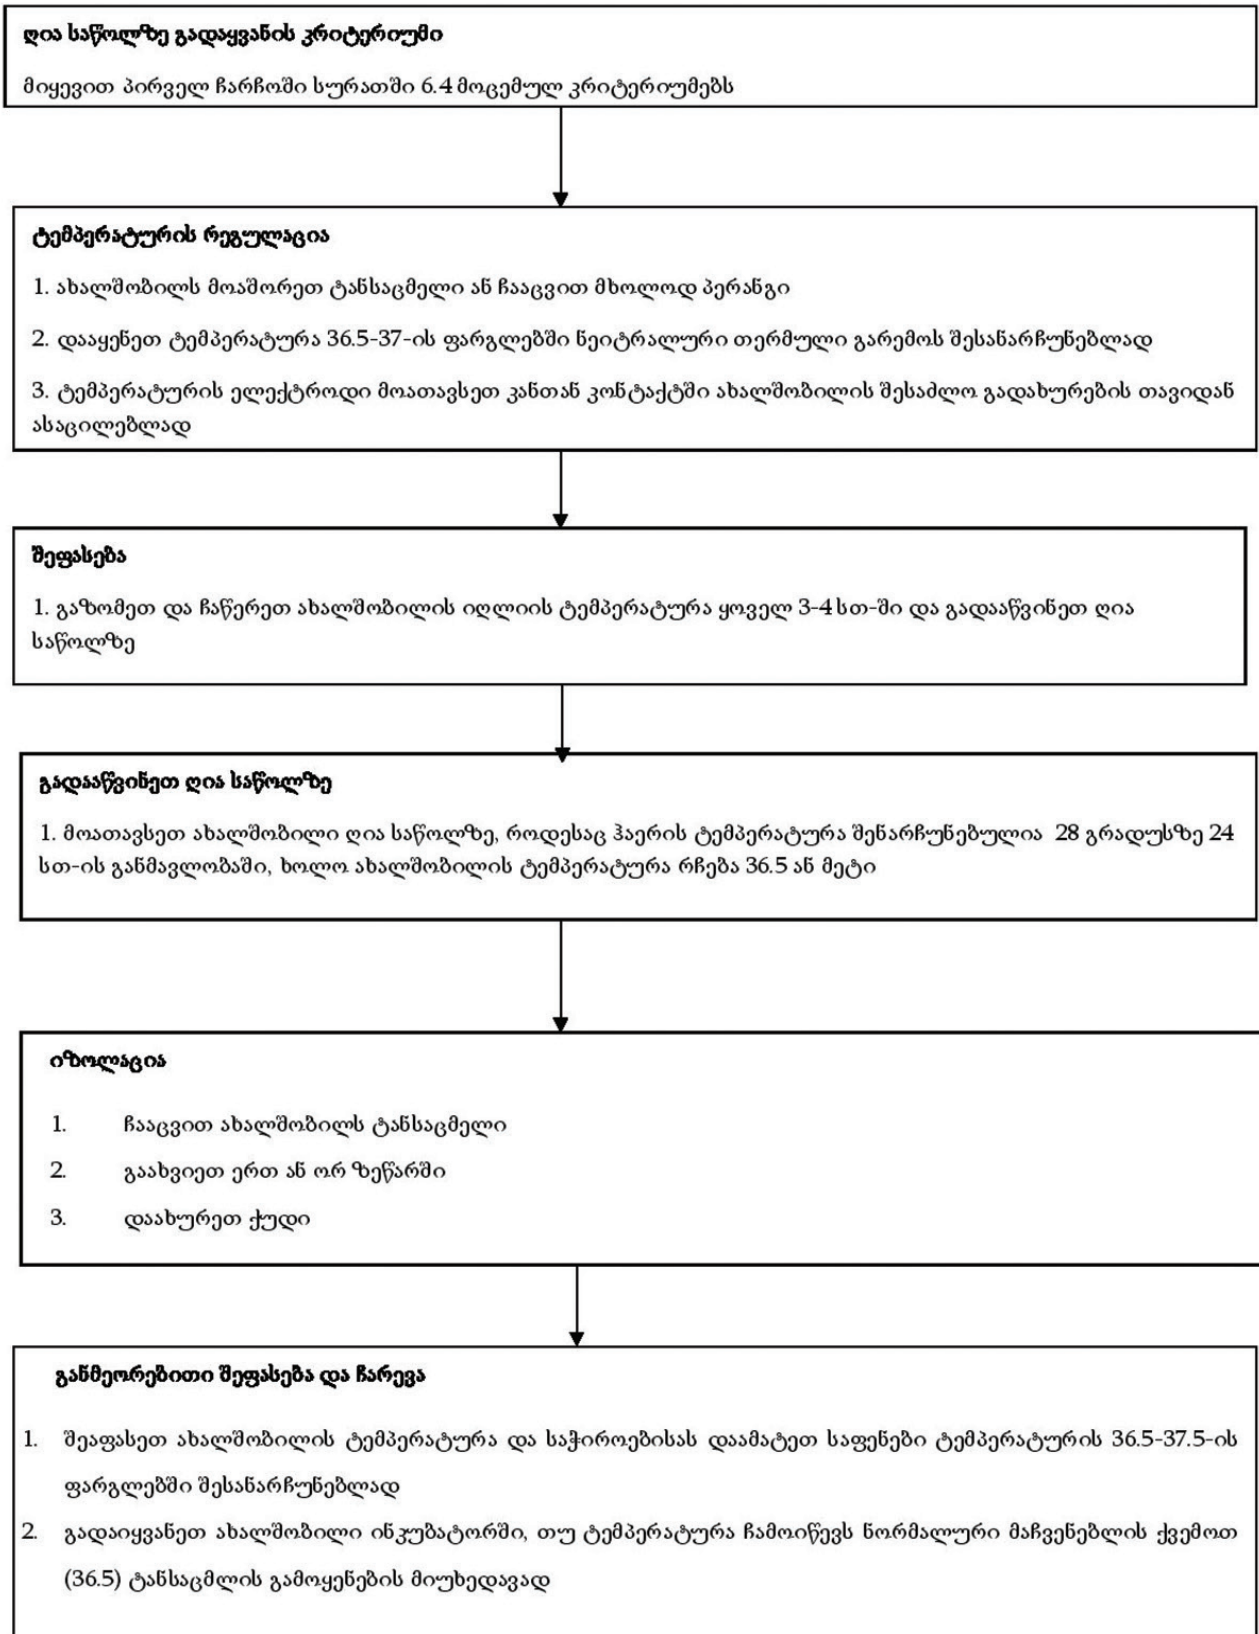 ღია საწოლზე გადაყვანის კრიტერიუმი
მიყევით პირველ ჩარჩოში სურათში 6.4 მოცემულ კრიტერიუმებს
ტემპერატურის რეგულაცია
1. ახალშობილს მოაშორეთ ტანსაცმელი ან ჩააცვით მხოლოდ პერანგი
2. დააყენეთ ტემპერატურა 36.5-37-ის ფარგლებში ნეიტრალური თერმული გარემოს შესანარჩუნებლად
3. ტემპერატურის ელექტროდი მოათავსეთ კანთან კონტაქტში ახალშობილის შესაძლო გადახურების თავიდან
ასაცილებლად
შეფასება
1. გაზომეთ და ჩაწერეთ ახალშობილის იღლიის ტემპერატურა ყოველ 3-4 სთ-ში და გადააწვინეთ ღია
საწოლზე
გადააწვინეთ ღია საწოლზე
1. მოათავსეთ ახალშობილი ღია საწოლზე, როდესაც ჰაერის ტემპერატურა შენარჩუნებულია 28 გრადუსზე 24
სთ-ის განმავლობაში, ხოლო ახალშობილის ტემპერატურა რჩება 36.5 ან მეტი
იზოლაცია
1. ჩააცვით ახალშობილს ტანსაცმელი
2. გაახვიეთ ერთ ან ორ ზეწარში
3. დაახურეთ ქუდი
განმეორებითი შეფასება და ჩარევა
1. შეაფასეთ ახალშობილის ტემპერატურა და საჭიროებისას დაამატეთ საფენები ტემპერატურის 36.5-37.5-ის
ფარგლებში შესანარჩუნებლად
2. გადაიყვანეთ ახალშობილი ინკუბატორში, თუ ტემპერატურა ჩამოიწევს ნორმალური მაჩვენებლის ქვემოთ
(36.5) ტანსაცმლის გამოყენების მიუხედავად